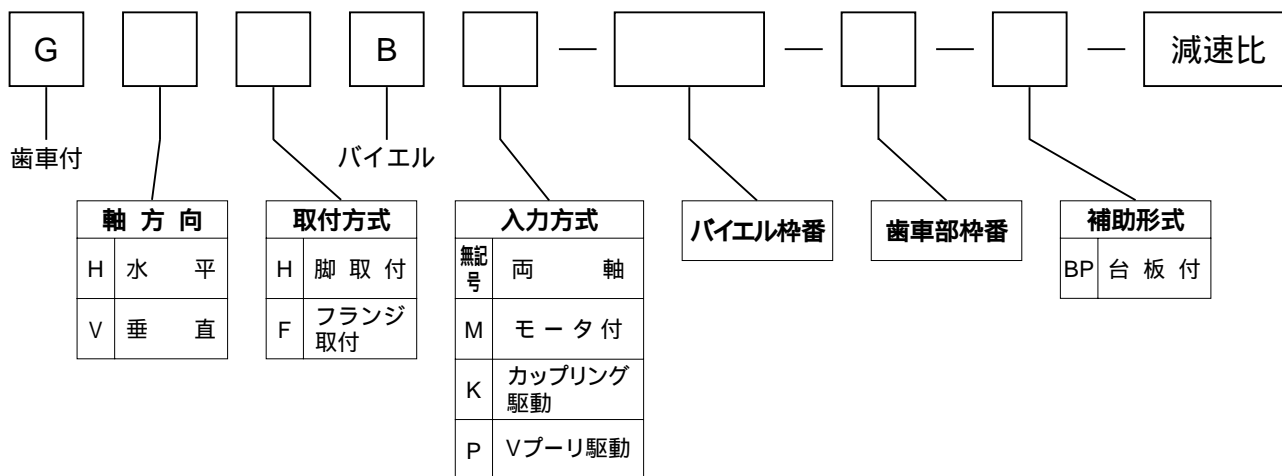 G B — — — — 減速比
歯車付 バイエル
軸方向
H 水平
V 垂直
取付方式
H 脚取付
F フランジ
取付
入力方式
無記
号 両軸
M モータ付
K カップリング
駆動
P Vプーリ駆動
バイエル枠番
歯車部枠番
補助形式
BP 台板付